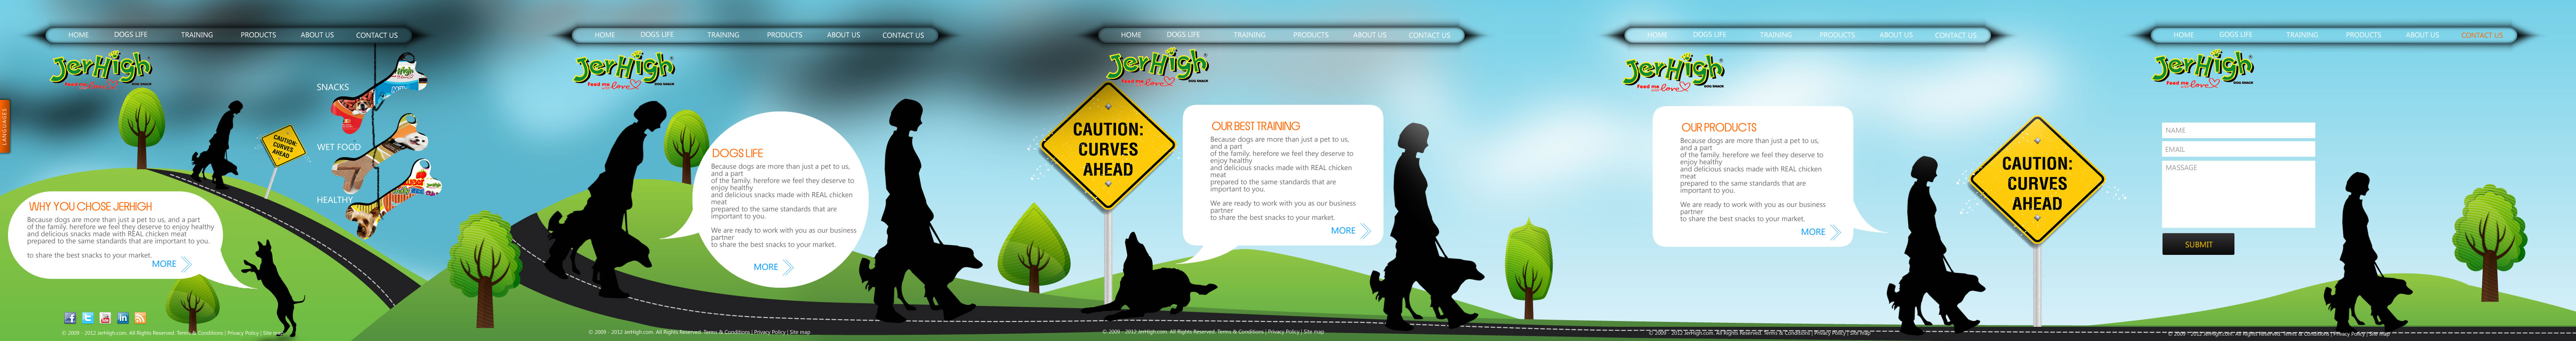 HOME DOGS LIFE TRAINING PRODUCTS ABOUT US CONTACT US
JerHigh
Feed me with love
DOG SNACK
LANGUAGES
SNACKS
WET FOOD
HEALTHY
CAUTION:
CURVES
AHEAD
WHY YOU CHOSE JERHIGH
Because dogs are more than just a pet to us, and a part
of the family. herefore we feel they deserve to enjoy healthy
and delicious snacks made with REAL chicken meat
prepared to the same standards that are important to you.
to share the best snacks to your market.
MORE
© 2009 - 2012 JerHigh.com. All Rights Reserved. Terms & Conditions | Privacy Policy | Site map
HOME DOGS LIFE TRAINING PRODUCTS ABOUT US CONTACT US
JerHigh
Feed me with love
DOG SNACK
DOGS LIFE
Because dogs are more than just a pet to us,
and a part
of the family. herefore we feel they deserve to
enjoy healthy
and delicious snacks made with REAL chicken
meat
prepared to the same standards that are
important to you.
We are ready to work with you as our business
partner
to share the best snacks to your market.
MORE
© 2009 - 2012 JerHigh.com. All Rights Reserved. Terms & Conditions | Privacy Policy | Site map
HOME DOGS LIFE TRAINING PRODUCTS ABOUT US CONTACT US
JerHigh
Feed me with love
DOG SNACK
CAUTION:
CURVES
AHEAD
OUR BEST TRAINING
Because dogs are more than just a pet to us,
and a part
of the family. herefore we feel they deserve to
enjoy healthy
and delicious snacks made with REAL chicken
meat
prepared to the same standards that are
important to you.
We are ready to work with you as our business
partner
to share the best snacks to your market.
MORE
© 2009 - 2012 JerHigh.com. All Rights Reserved. Terms & Conditions | Privacy Policy | Site map
HOME DOGS LIFE TRAINING PRODUCTS ABOUT US CONTACT US
JerHigh
Feed me with love
DOG SNACK
OUR PRODUCTS
Because dogs are more than just a pet to us,
and a part
of the family. herefore we feel they deserve to
enjoy healthy
and delicious snacks made with REAL chicken
meat
prepared to the same standards that are
important to you.
We are ready to work with you as our business
partner
to share the best snacks to your market.
MORE
CAUTION:
CURVES
AHEAD
© 2009 - 2012 JerHigh.com. All Rights Reserved. Terms & Conditions | Privacy Policy | Site map
HOME GOGS LIFE TRAINING PRODUCTS ABOUT US CONTACT US
JerHigh
Feed me with love
DOG SNACK
NAME
EMAIL
MASSAGE
SUBMIT
© 2009 - 2012 JerHigh.com. All Rights Reserved. Terms & Conditions | Privacy Policy | Site map